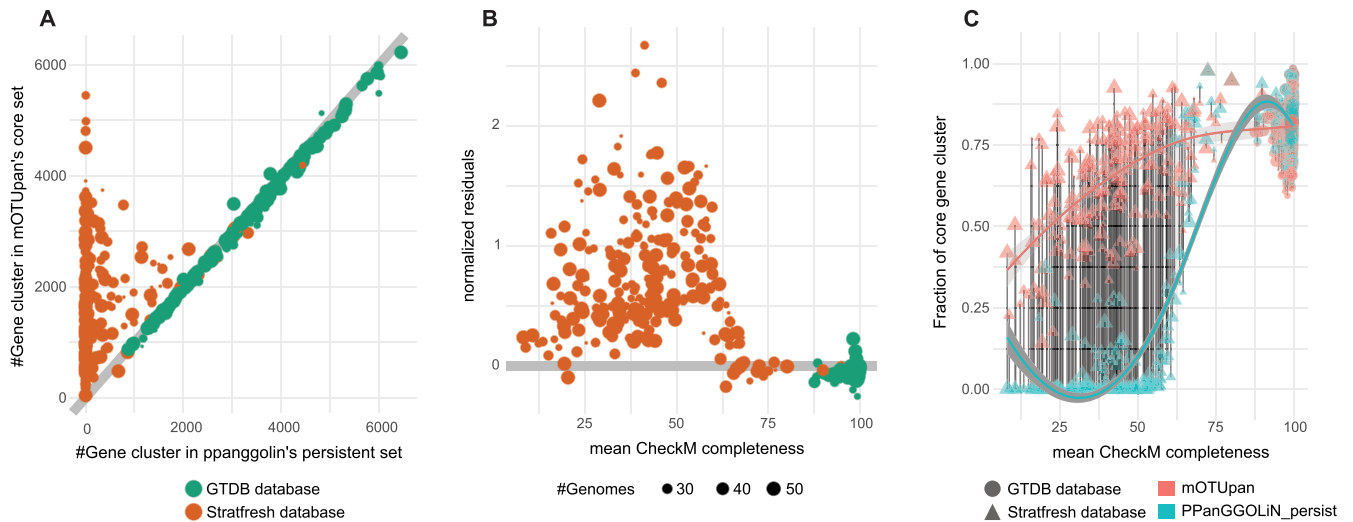 A
#Gene cluster in mOTUpan's core set
6000
4000
2000
0
0
2000
4000
6000
#Gene cluster in ppanggolin's persistent set
GTDB database
Stratfresh database
B
normalized residuals
2
1
0
25
50
75
100
mean CheckM completeness
#Genomes
30
40
50
C
Fraction of core gene cluster
1.00
0.75
0.50
0.25
0.00
25
50
75
100
mean CheckM completeness
GTDB database
Stratfresh database
mOTUpan
PPanGGOLiN_persist